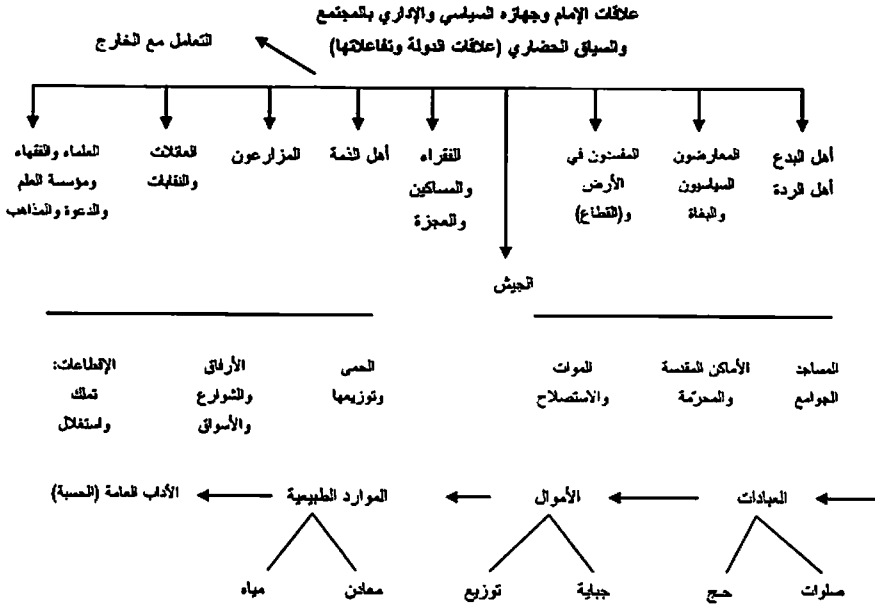 علاقات الإمام وجهازه السياسي والإداري بالمجتمع
والسياق الحضاري (علاقات الدولة وتفاعلاتها)
التعامل مع الخارج
أهل البدع
أهل الردة
المعارضون
السياسيون
والبغاة
المفسدون في
الأرض
و(القطاع)
الجيش
الفقراء
والمساكين
والعجزة
أهل الذمة
المزارعون
العائلات
والنقابات
العلماء والفقهاء
ومؤسسة العلم
والدعوة والمذاهب
المساجد
الجوامع
الأماكن المقدسة
والمحرّمة
الموات
والاستصلاح
الحمى
وتوزيعها
الأرفاق
والشوارع
والأسواق
الإقطاعات:
تملك
واستغلال
العبادات
الأموال
الموارد الطبيعية
الآداب العامة (الحسبة)
صلوات
حج
جباية
توزيع
معادن
مياه